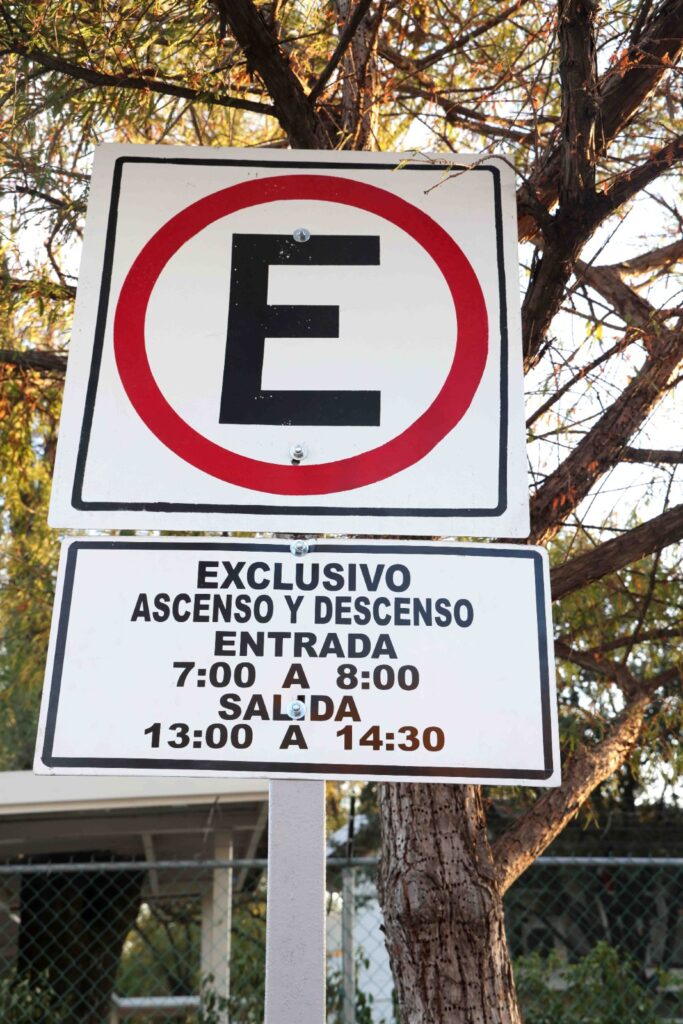 E
EXCLUSIVO
ASCENSO Y DESCENSO
ENTRADA
7:00 A 8:00
SALIDA
13:00 A 14:30